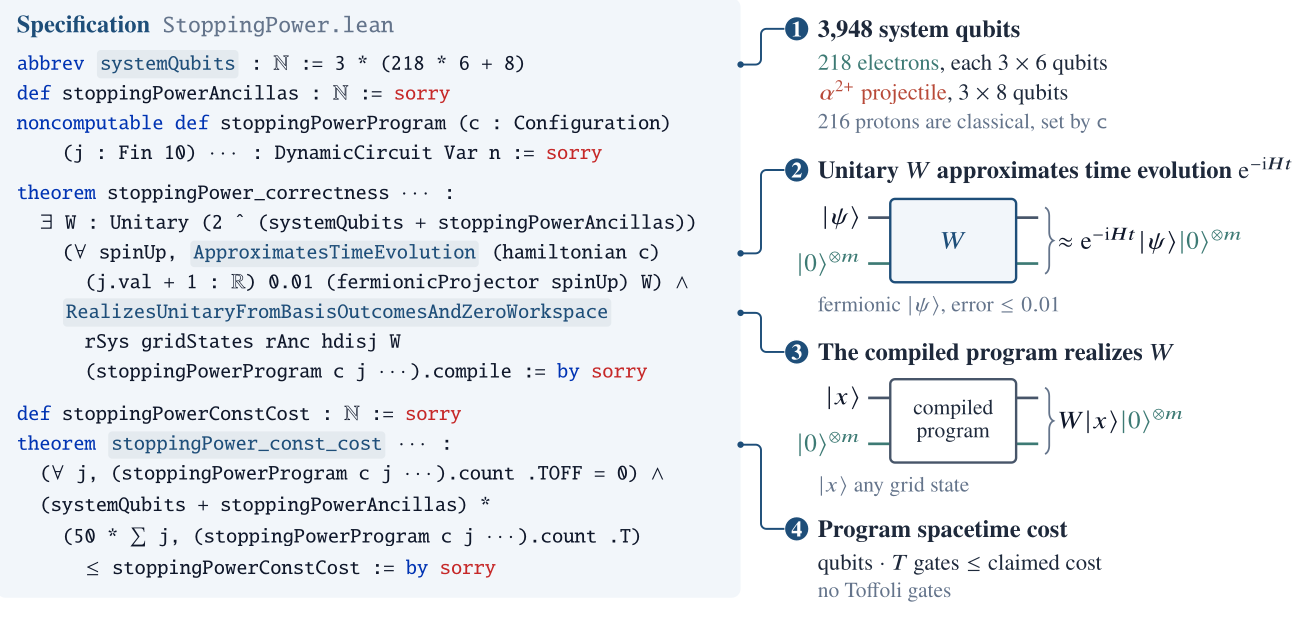 Specification StoppingPower.lean
abbrev systemQubits : ℕ := 3 * (218 * 6 + 8)
def stoppingPowerAncillas : ℕ := sorry
noncomputable def stoppingPowerProgram (c : Configuration)
(j : Fin 10) ··· : DynamicCircuit Var n := sorry
theorem stoppingPower_correctness ··· :
∃ W : Unitary (2 ^ (systemQubits + stoppingPowerAncillas))
(∀ spinUp, ApproximatesTimeEvolution (hamiltonian c)
(j.val + 1 : ℝ) 0.01 (fermionicProjector spinUp) W) ∧
RealizesUnitaryFromBasisOutcomesAndZeroWorkspace
rSys gridStates rAnc hdisj W
(stoppingPowerProgram c j ···).compile := by sorry
def stoppingPowerConstCost : ℕ := sorry
theorem stoppingPower_const_cost ··· :
(∀ j, (stoppingPowerProgram c j ···).count .TOFF = 0) ∧
(systemQubits + stoppingPowerAncillas) *
(50 * ∑ j, (stoppingPowerProgram c j ···).count .T)
≤ stoppingPowerConstCost := by sorry
1 3,948 system qubits
218 electrons, each 3 × 6 qubits
α²⁺ projectile, 3 × 8 qubits
216 protons are classical, set by c
2 Unitary W approximates time evolution e^{−iHt}
|ψ⟩
W
|0⟩^{⊗m}
≈ e^{−iHt}|ψ⟩|0⟩^{⊗m}
fermionic |ψ⟩, error ≤ 0.01
3 The compiled program realizes W
|x⟩
compiled
program
|0⟩^{⊗m}
W|x⟩|0⟩^{⊗m}
|x⟩ any grid state
4 Program spacetime cost
qubits · T gates ≤ claimed cost
no Toffoli gates